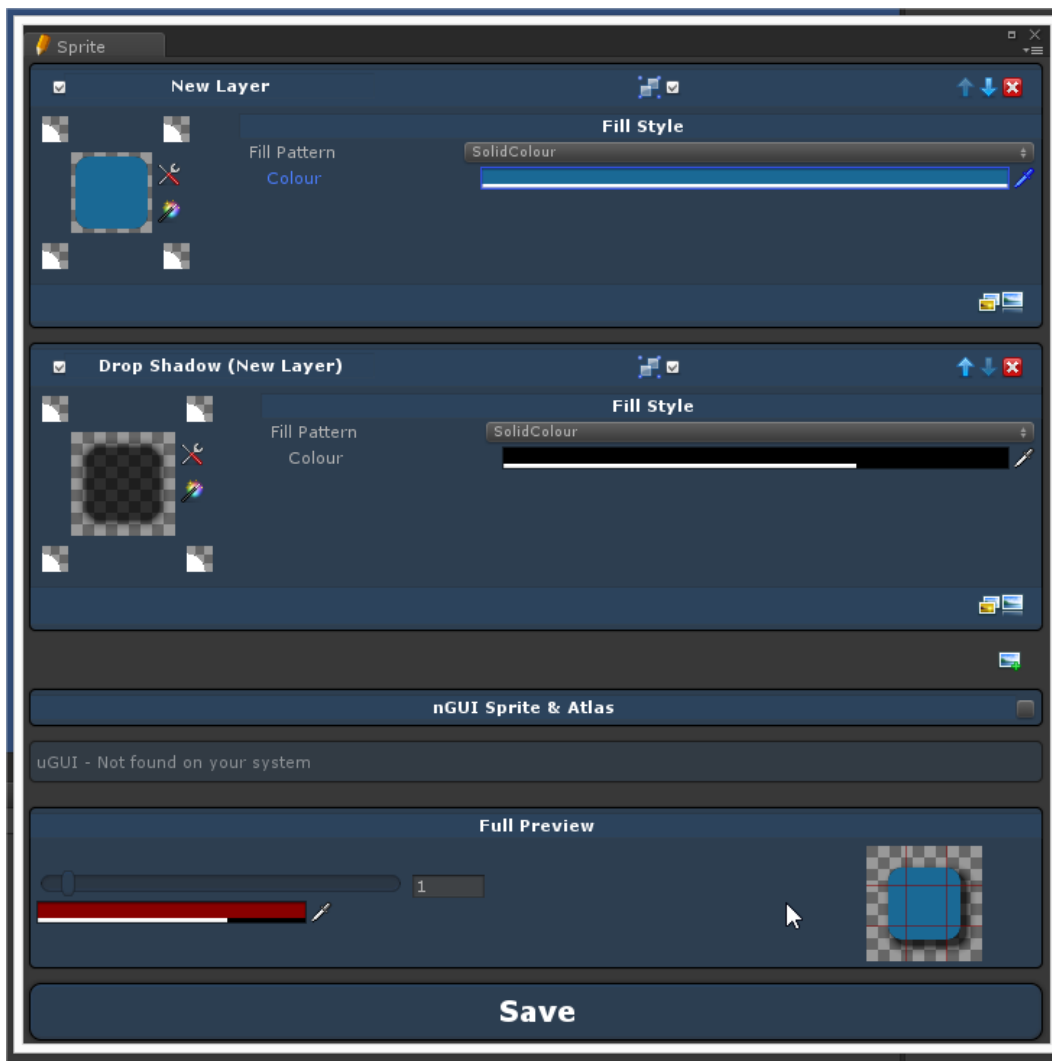 Sprite
New Layer
Fill Style
Fill Pattern
SolidColour
Colour
Drop Shadow (New Layer)
Fill Style
Fill Pattern
SolidColour
Colour
nGUI Sprite & Atlas
uGUI - Not found on your system
Full Preview
1
Save